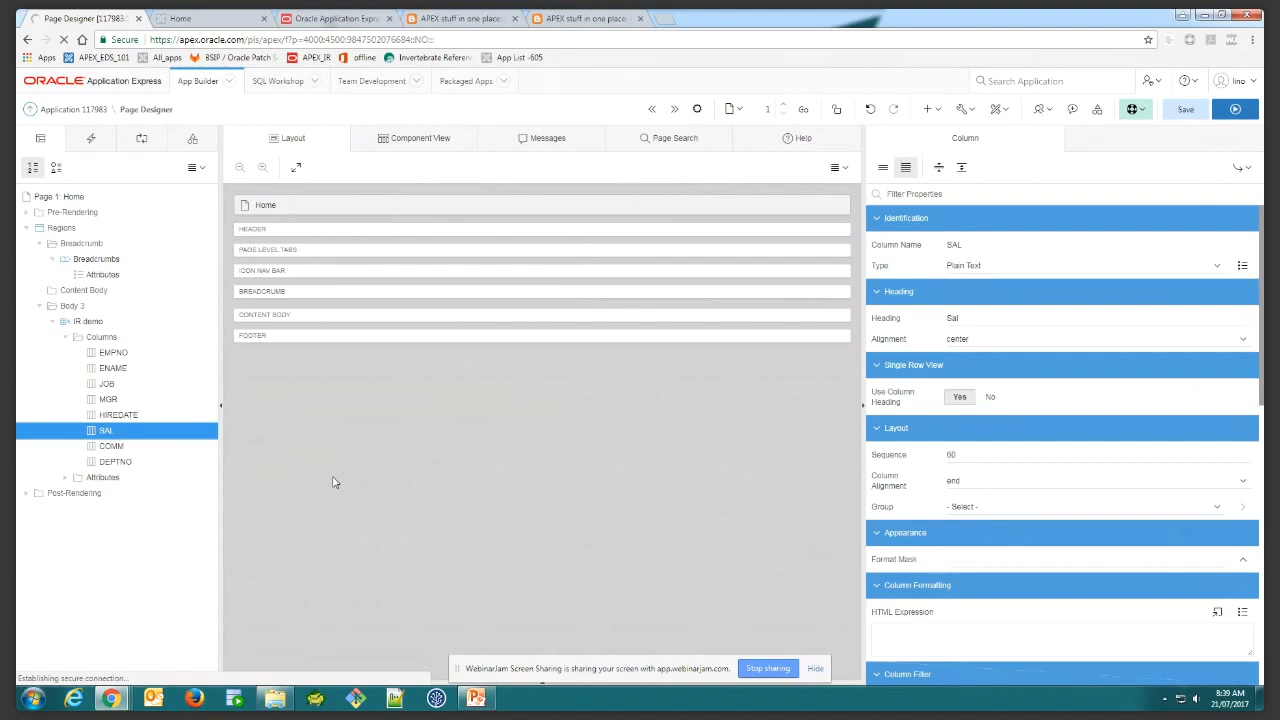 Page Designer [117983:
Home
Oracle Application Expre
APEX stuff in one place:
APEX stuff in one place:
Secure
https://apex.oracle.com/pls/apex/f?p=4000:4500:9847502076684::NO:::
Apps
APEX_EDS_101
All_apps
BSIP / Oracle Patch S
APEX_IR
offline
Invertebrate Referenc
App List -605
ORACLE Application Express
App Builder
SQL Workshop
Team Development
Packaged Apps
Search Application
lino
Application 117983 \ Page Designer
1
Go
Save
Layout
Component View
Messages
Page Search
Help
Column
Page 1: Home
Pre-Rendering
Regions
Breadcrumb
Breadcrumbs
Attributes
Content Body
Body 3
IR demo
Columns
EMPNO
ENAME
JOB
MGR
HIREDATE
SAL
COMM
DEPTNO
Attributes
Post-Rendering
Home
HEADER
PAGE LEVEL TABS
ICON NAV BAR
BREADCRUMB
CONTENT BODY
FOOTER
Filter Properties
Identification
Column Name SAL
Type Plain Text
Heading
Heading Sal
Alignment center
Single Row View
Use Column
Heading
Yes No
Layout
Sequence 60
Column
Alignment
end
Group - Select -
Appearance
Format Mask
Column Formatting
HTML Expression
Column Filter
WebinarJam Screen Sharing is sharing your screen with app.webinarjam.com.
Stop sharing
Hide
Establishing secure connection...
8:39 AM
21/07/2017